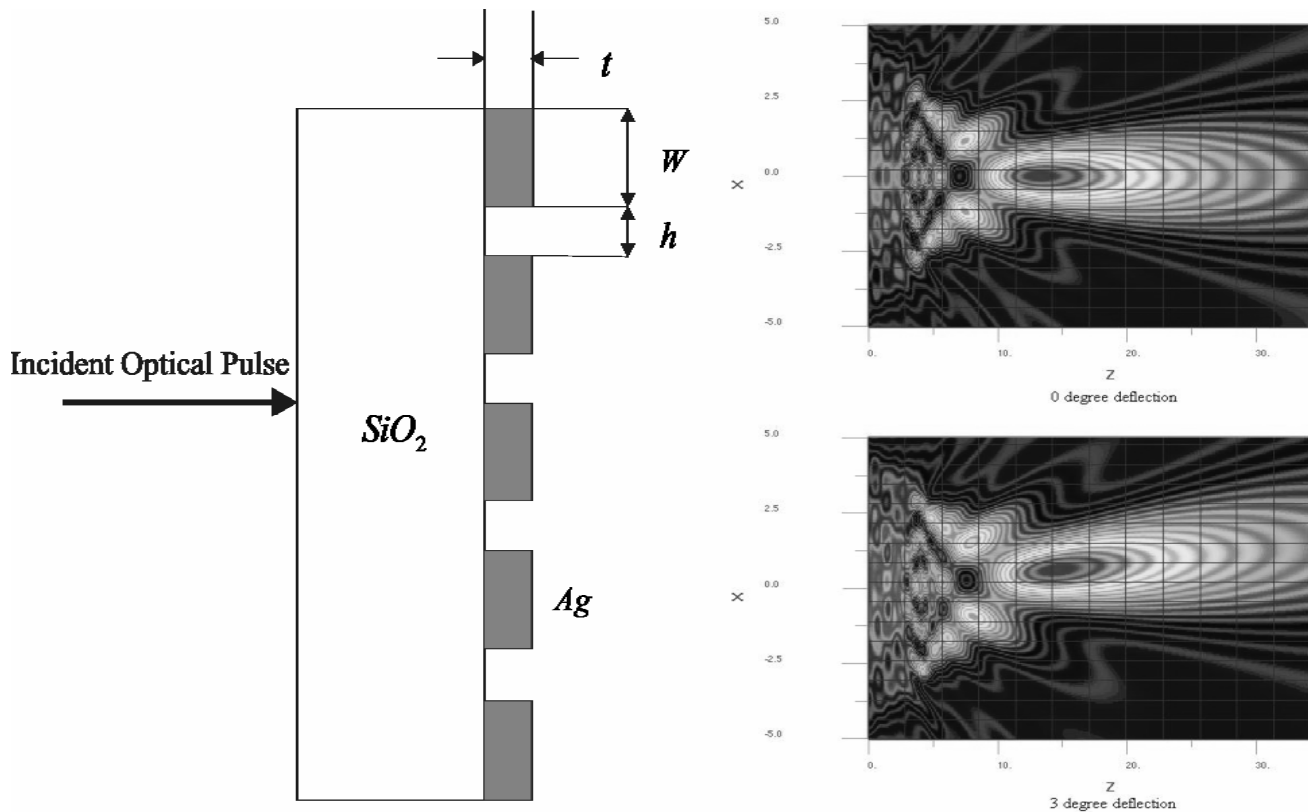 t
W
h
Incident Optical Pulse
SiO₂
Ag
5.0
2.5
0.0
-2.5
-5.0
X
0. 10. 20. 30.
Z
0 degree deflection
5.0
2.5
0.0
-2.5
-5.0
X
0. 10. 20. 30.
Z
3 degree deflection